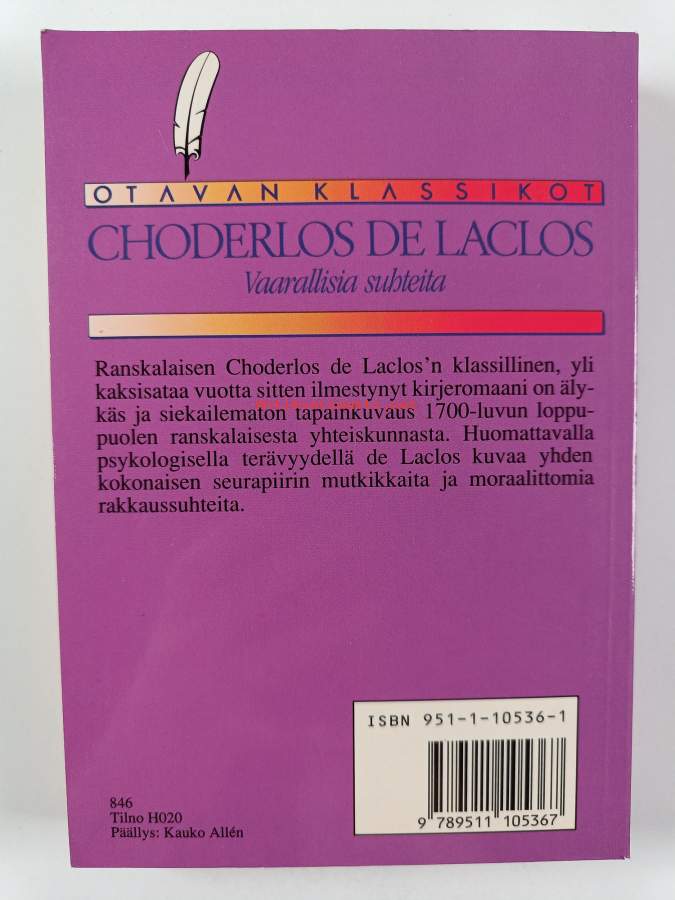 OTAVAN KLASSIKOT
CHODERLOS DE LACLOS
Vaarallisia suhteita
Ranskalaisen Choderlos de Laclos'n klassillinen, yli
kaksisataa vuotta sitten ilmestynyt kirjeromaani on äly-
käs ja siekailematon tapainkuvaus 1700-luvun loppu-
puolen ranskalaisesta yhteiskunnasta. Huomattavalla
psykologisella terävyydellä de Laclos kuvaa yhden
kokonaisen seurapiirin mutkikkaita ja moraalittomia
rakkaussuhteita.
ISBN 951-1-10536-1
9 789511 105367
846
Tilno H020
Päällys: Kauko Allén